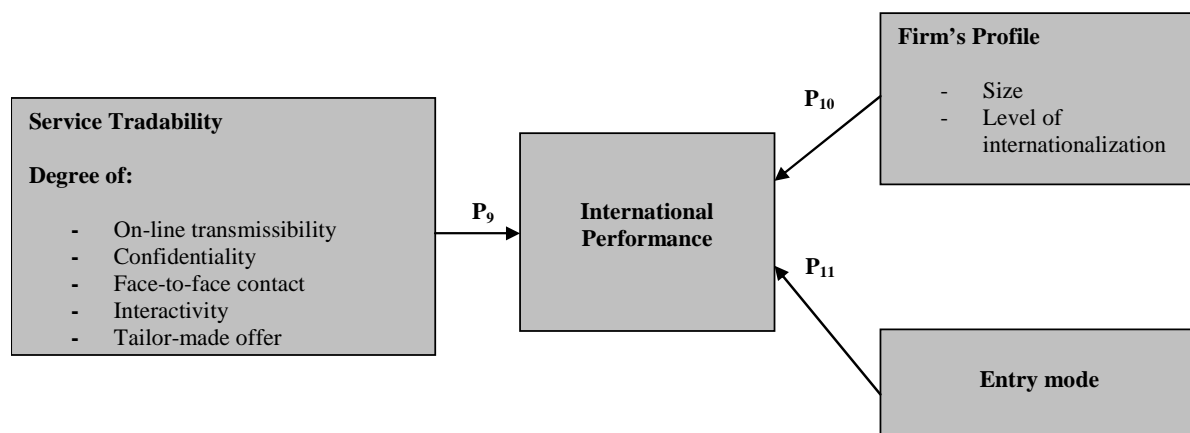 Service Tradability
Degree of:
- On-line transmissibility
- Confidentiality
- Face-to-face contact
- Interactivity
- Tailor-made offer
P9
International
Performance
P10
Firm’s Profile
- Size
- Level of
internationalization
P11
Entry mode